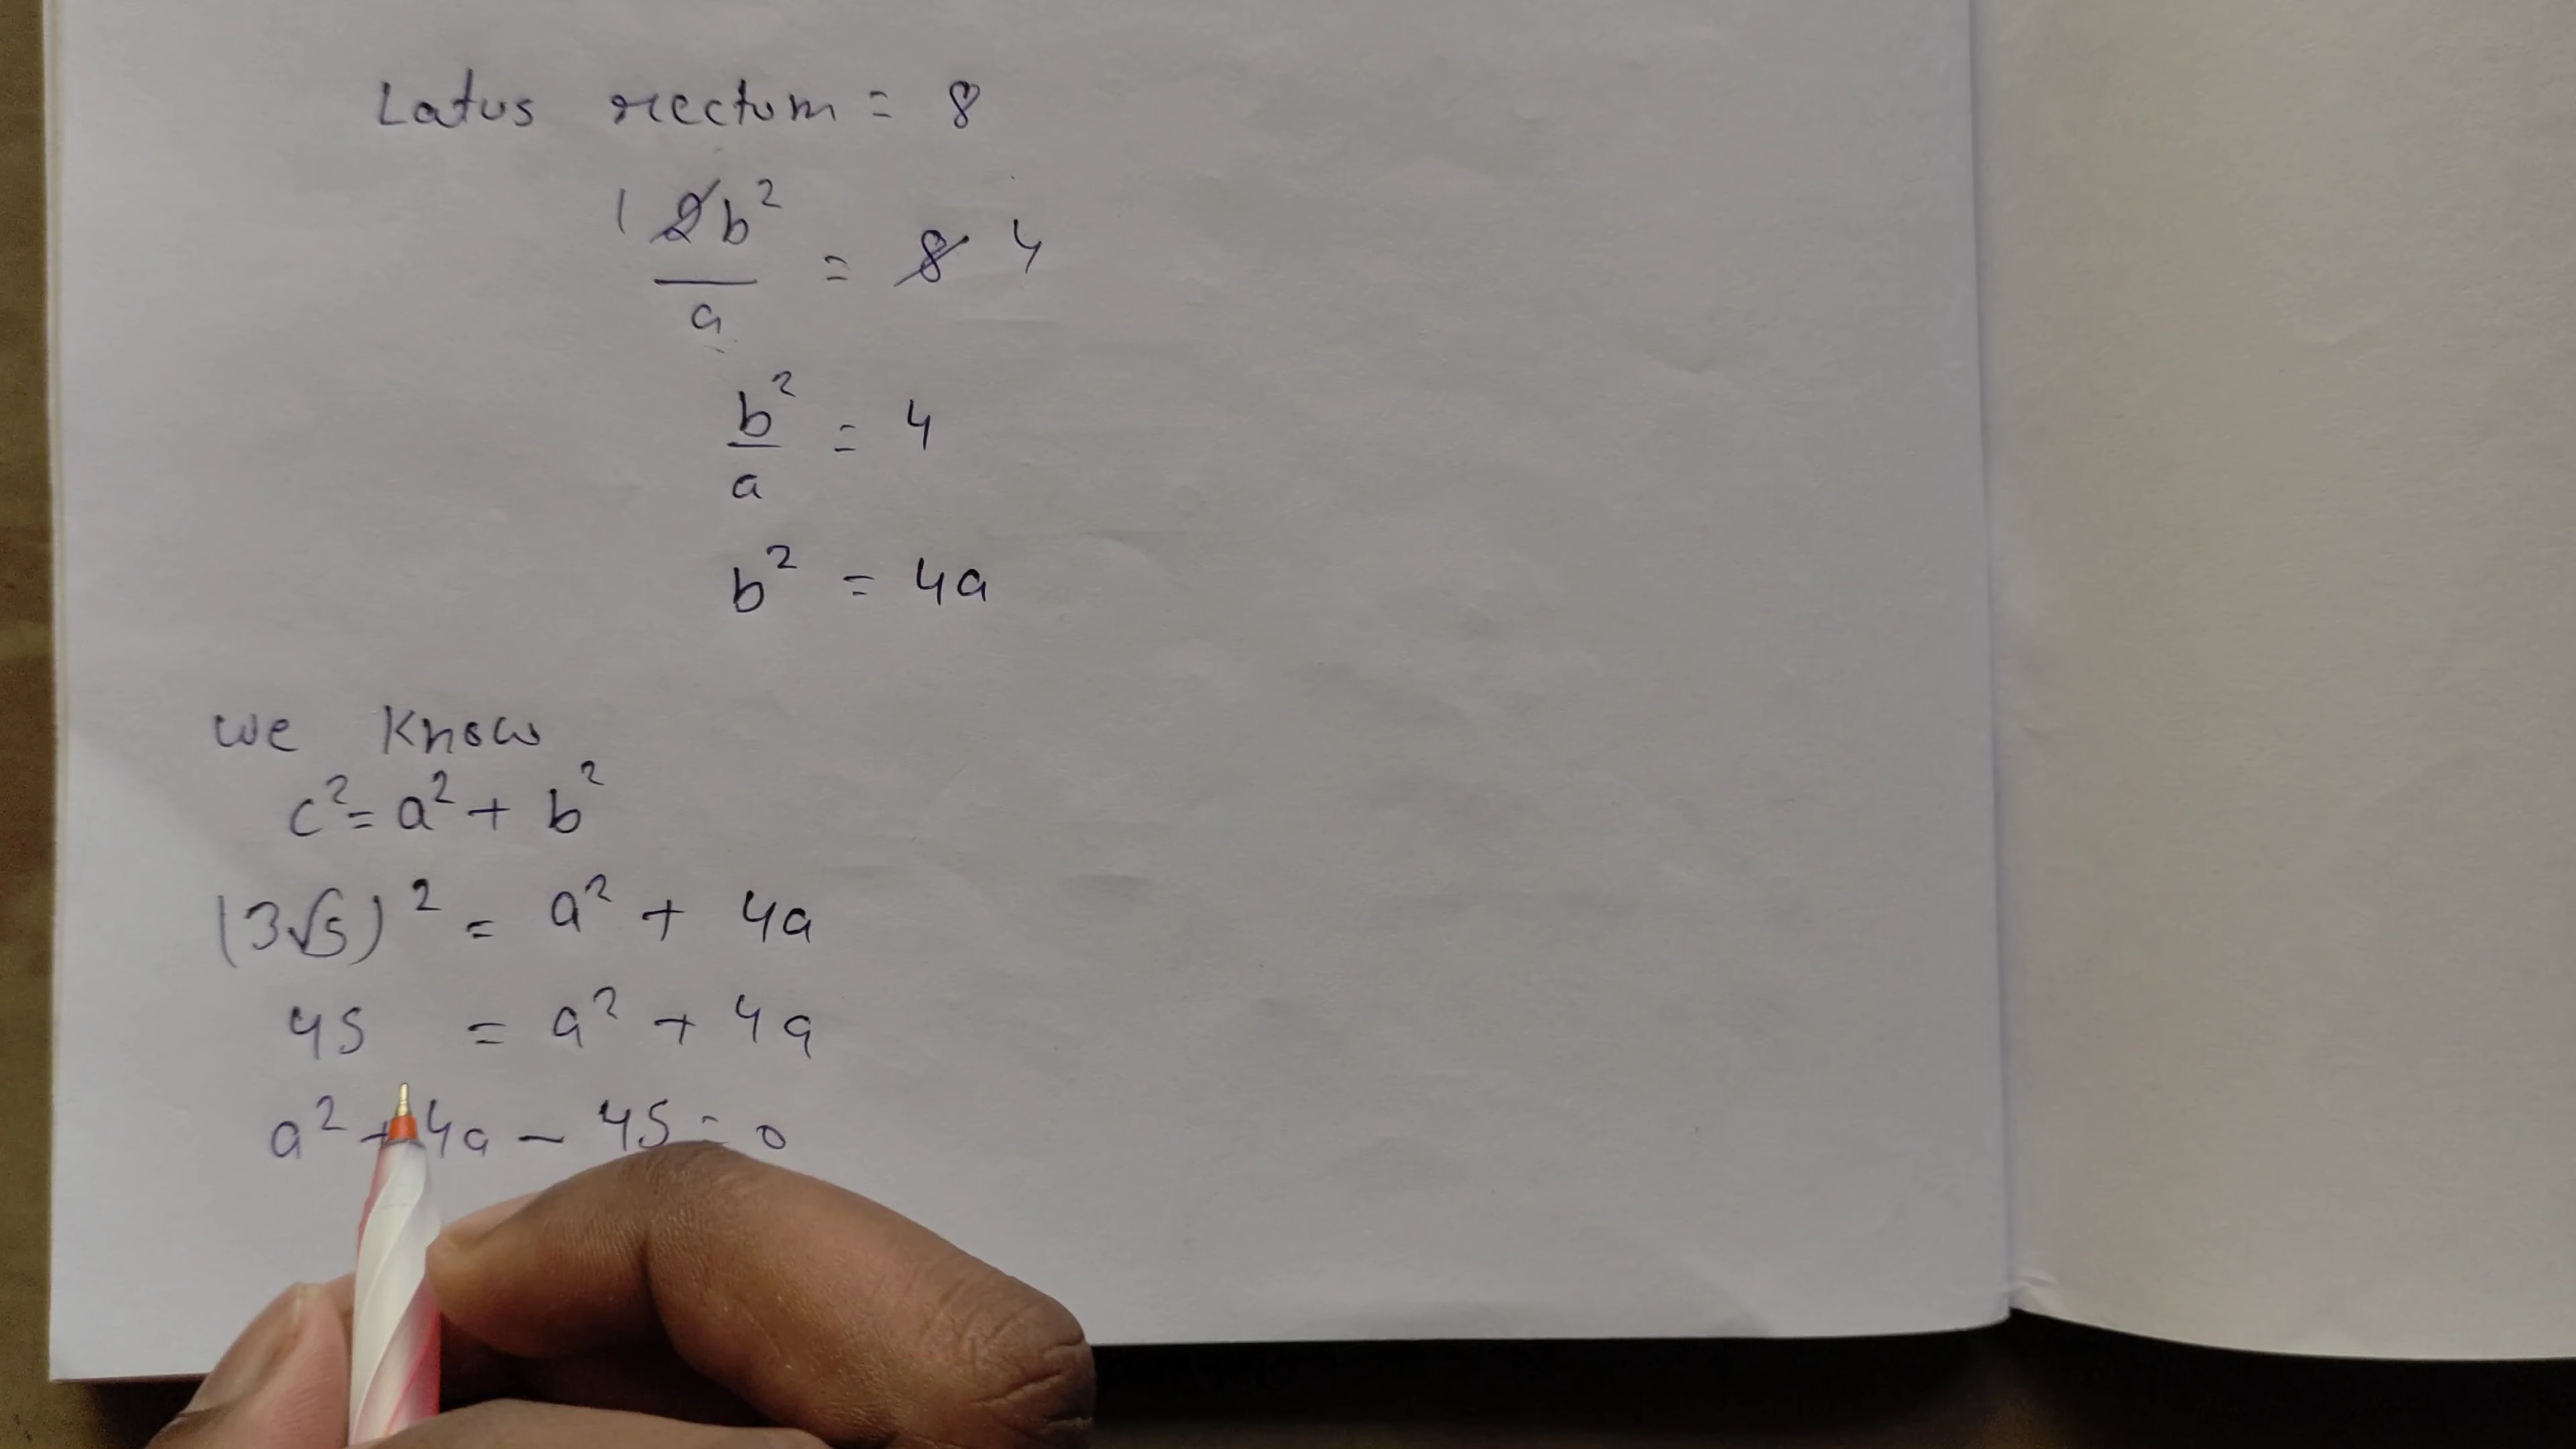 Latus rectum = 8
1 2b² / a = 8 4
b² / a = 4
b² = 4a
we know
c² = a² + b²
(3√5)² = a² + 4a
45 = a² + 4a
a² + 4a - 45 = 0